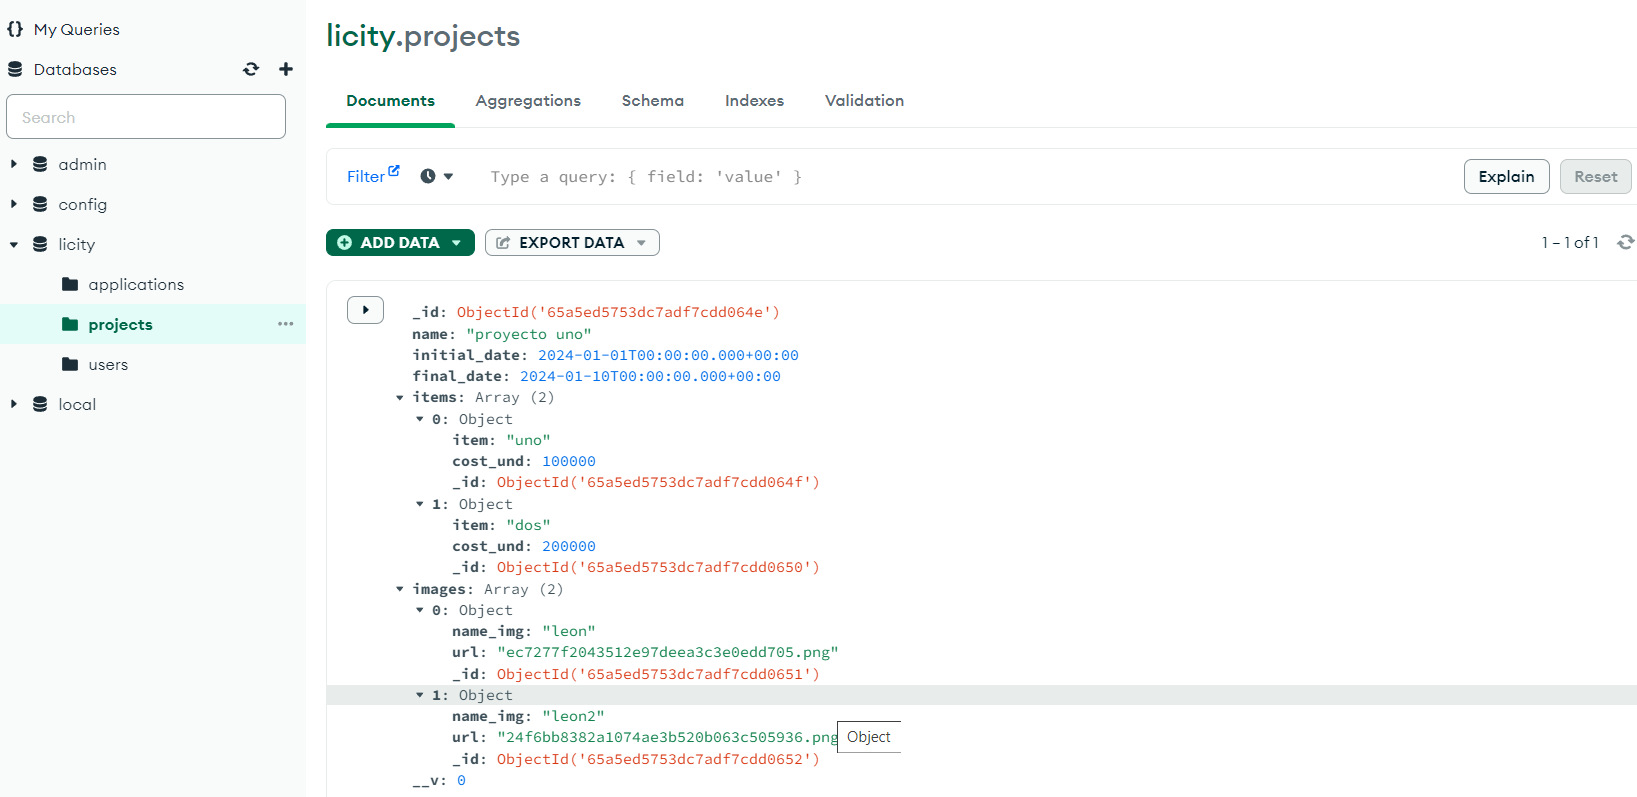 My Queries
Databases
Search
admin
config
licity
applications
projects
users
local
licity.projects
Documents Aggregations Schema Indexes Validation
Filter Type a query: { field: 'value' } Explain Reset
ADD DATA EXPORT DATA 1 – 1 of 1
_id: ObjectId('65a5ed5753dc7adf7cdd064e')
name: "proyecto uno"
initial_date: 2024-01-01T00:00:00.000+00:00
final_date: 2024-01-10T00:00:00.000+00:00
items: Array (2)
0: Object
item: "uno"
cost_und: 100000
_id: ObjectId('65a5ed5753dc7adf7cdd064f')
1: Object
item: "dos"
cost_und: 200000
_id: ObjectId('65a5ed5753dc7adf7cdd0650')
images: Array (2)
0: Object
name_img: "leon"
url: "ec7277f2043512e97deea3c3e0edd705.png"
_id: ObjectId('65a5ed5753dc7adf7cdd0651')
1: Object
name_img: "leon2"
url: "24f6bb8382a1074ae3b520b063c505936.png
Object
_id: ObjectId('65a5ed5753dc7adf7cdd0652')
__v: 0